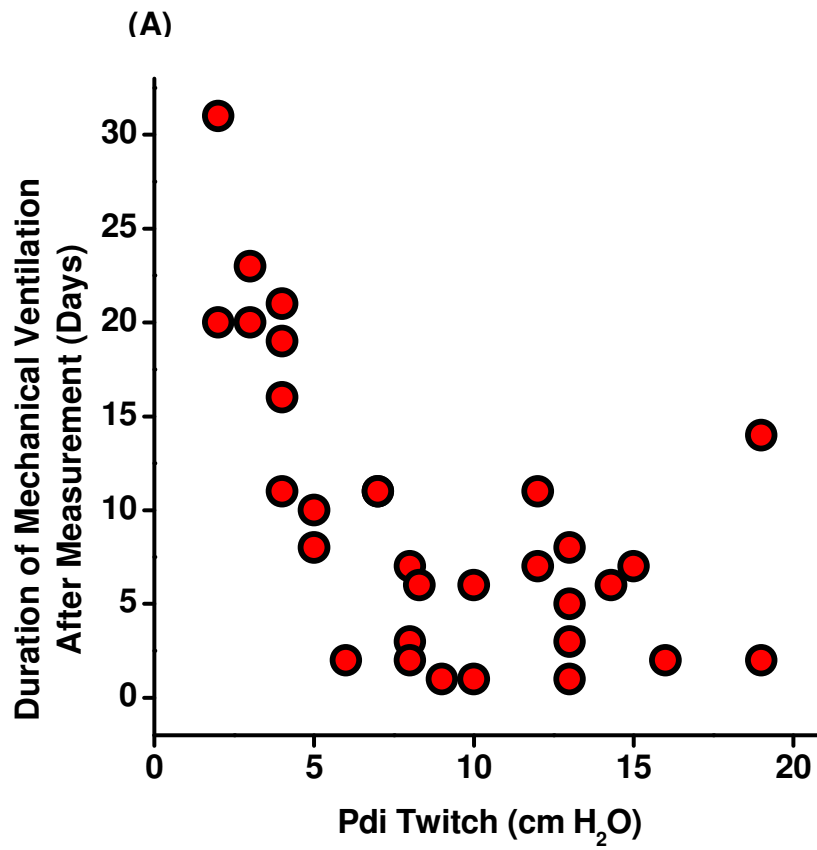 (A)
Duration of Mechanical Ventilation
After Measurement (Days)
30
25
20
15
10
5
0
0 5 10 15 20
Pdi Twitch (cm H₂O)